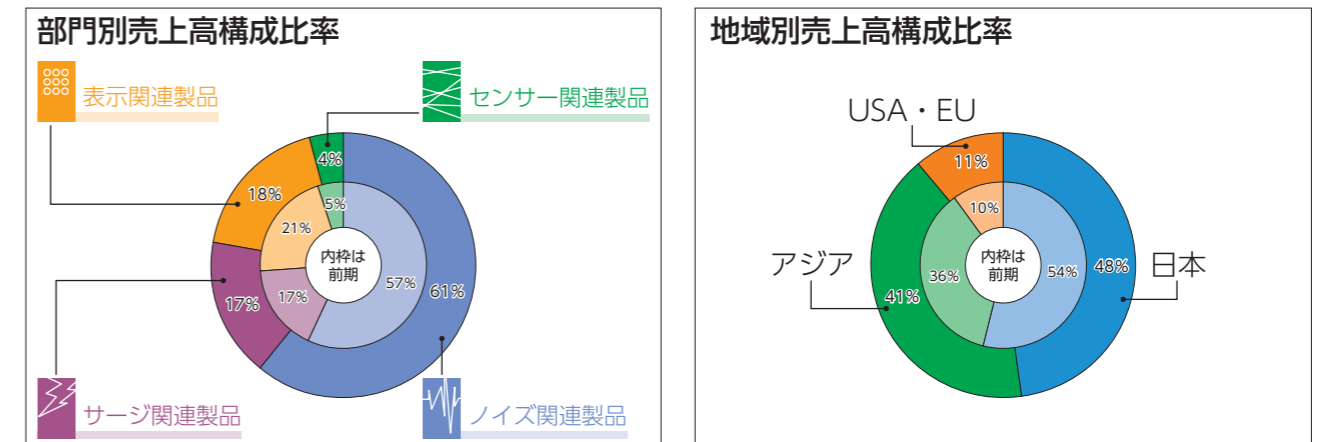 部門別売上高構成比率
表示関連製品
センサー関連製品
4%
18%
5%
21%
内枠は
前期
57%
61%
17%
17%
サージ関連製品
ノイズ関連製品
地域別売上高構成比率
USA・EU
11%
10%
アジア
内枠は
前期
日本
36%
54%
48%
41%